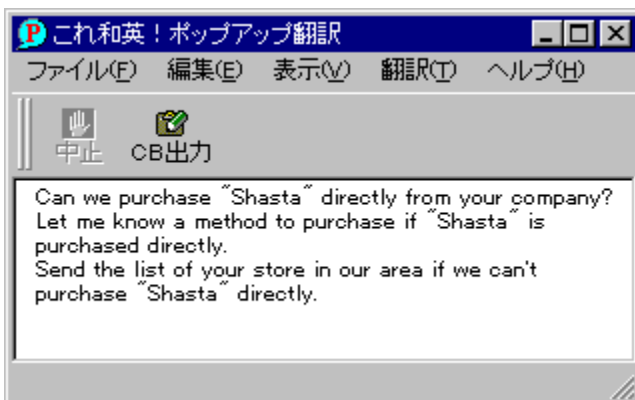 これ和英！ポップアップ翻訳
ファイル(F) 編集(E) 表示(V) 翻訳(T) ヘルプ(H)
中止 CB出力
Can we purchase "Shasta" directly from your company?
Let me know a method to purchase if "Shasta" is
purchased directly.
Send the list of your store in our area if we can't
purchase "Shasta" directly.